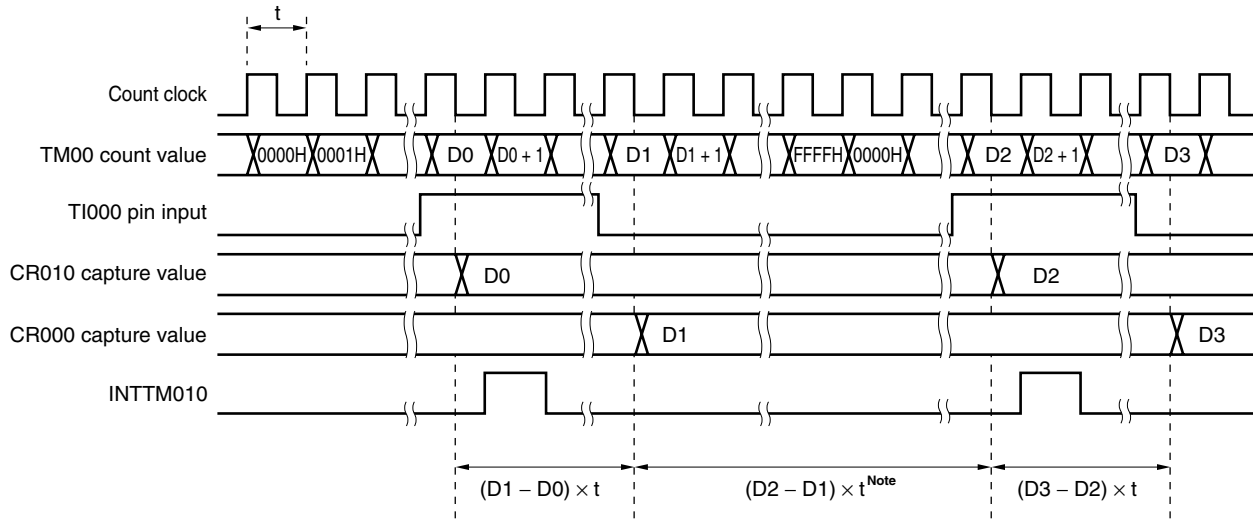 t
Count clock
TM00 count value 0000H 0001H D0 D0 + 1 D1 D1 + 1 FFFFH 0000H D2 D2 + 1 D3
TI000 pin input
CR010 capture value D0 D2
CR000 capture value D1 D3
INTTM010
(D1 − D0) × t (D2 − D1) × t Note (D3 − D2) × t